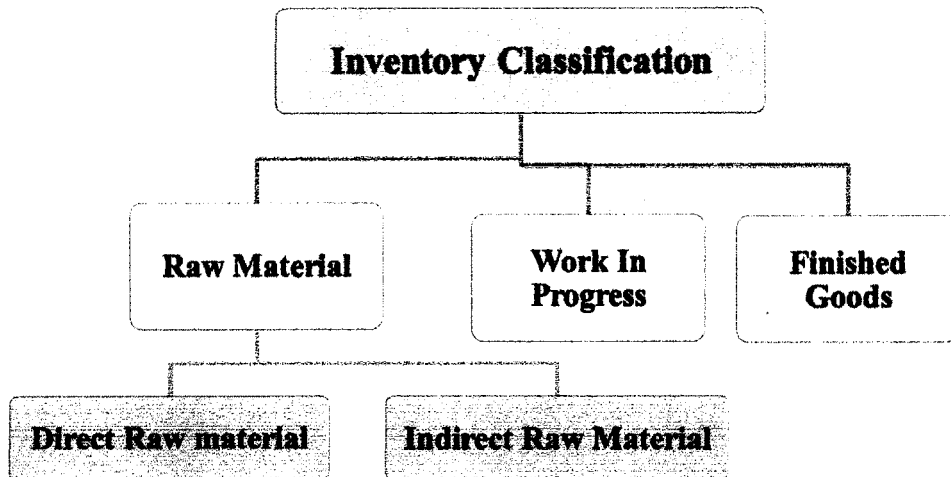 Inventory Classification
Raw Material
Work In
Progress
Finished
Goods
Direct Raw material
Indirect Raw Material